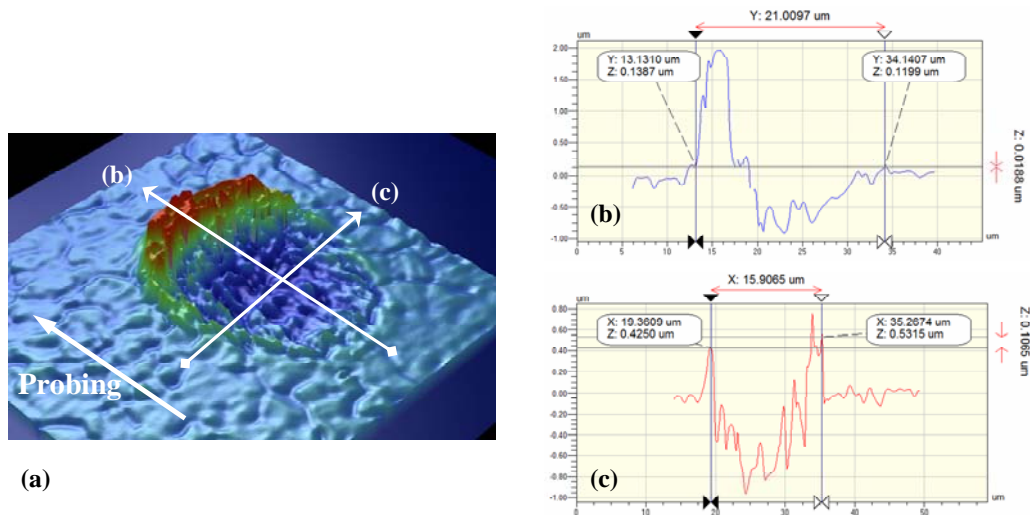 (b)
(c)
Probing
(a)
Y: 21.0097 um
um
2.00
1.50
1.00
0.50
0.00
-0.50
1.00
Y: 13.1310 um
Z: 0.1387 um
Y: 34.1407 um
Z: 0.1199 um
0 5 10 15 20 25 30 35 40
um
Z: 0.0188 um
(b)
X: 15.9065 um
um
0.80
0.60
0.40
0.20
0.00
-0.20
-0.40
-0.60
-0.80
-1.00
X: 19.3609 um
Z: 0.4250 um
X: 35.2674 um
Z: 0.5315 um
10 20 30 40 50
um
Z: 0.1065 um
(c)